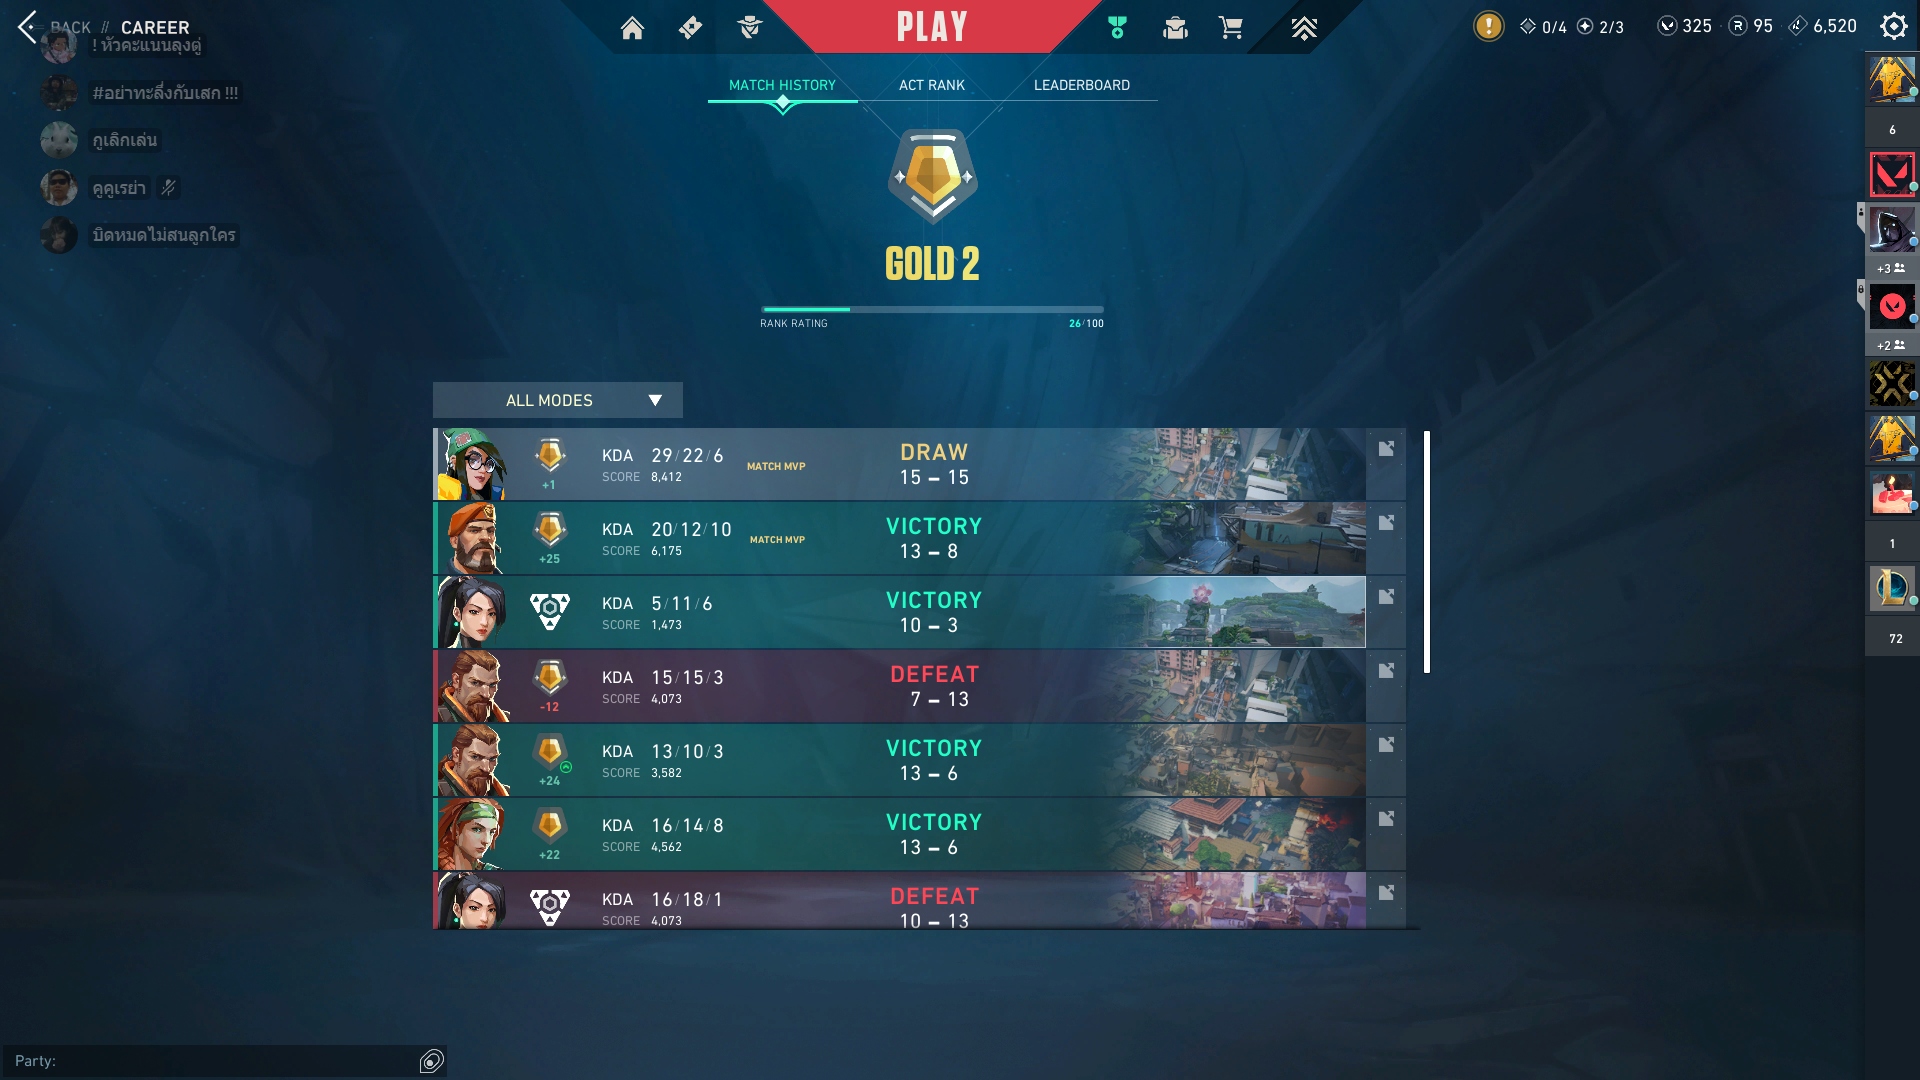 BACK // CAREER
! หัวคะแนนลุงตู่
#อย่าทะลึ่งกับเสก !!!
กูเลิกเล่น
คูคูเรย่า
บิดหมดไม่สนลูกใคร
PLAY
0/4 2/3 325 R 95 6,520
MATCH HISTORY
ACT RANK
LEADERBOARD
GOLD 2
RANK RATING 26/100
ALL MODES
KDA 29/22/6
SCORE 8,412
+1
MATCH MVP
DRAW
15 – 15
KDA 20/12/10
SCORE 6,175
+25
MATCH MVP
VICTORY
13 – 8
KDA 5/11/6
SCORE 1,473
VICTORY
10 – 3
KDA 15/15/3
SCORE 4,073
-12
DEFEAT
7 – 13
KDA 13/10/3
SCORE 3,582
+24
VICTORY
13 – 6
KDA 16/14/8
SCORE 4,562
+22
VICTORY
13 – 6
KDA 16/18/1
SCORE 4,073
DEFEAT
10 – 13
6
+3
+2
1
72
Party: